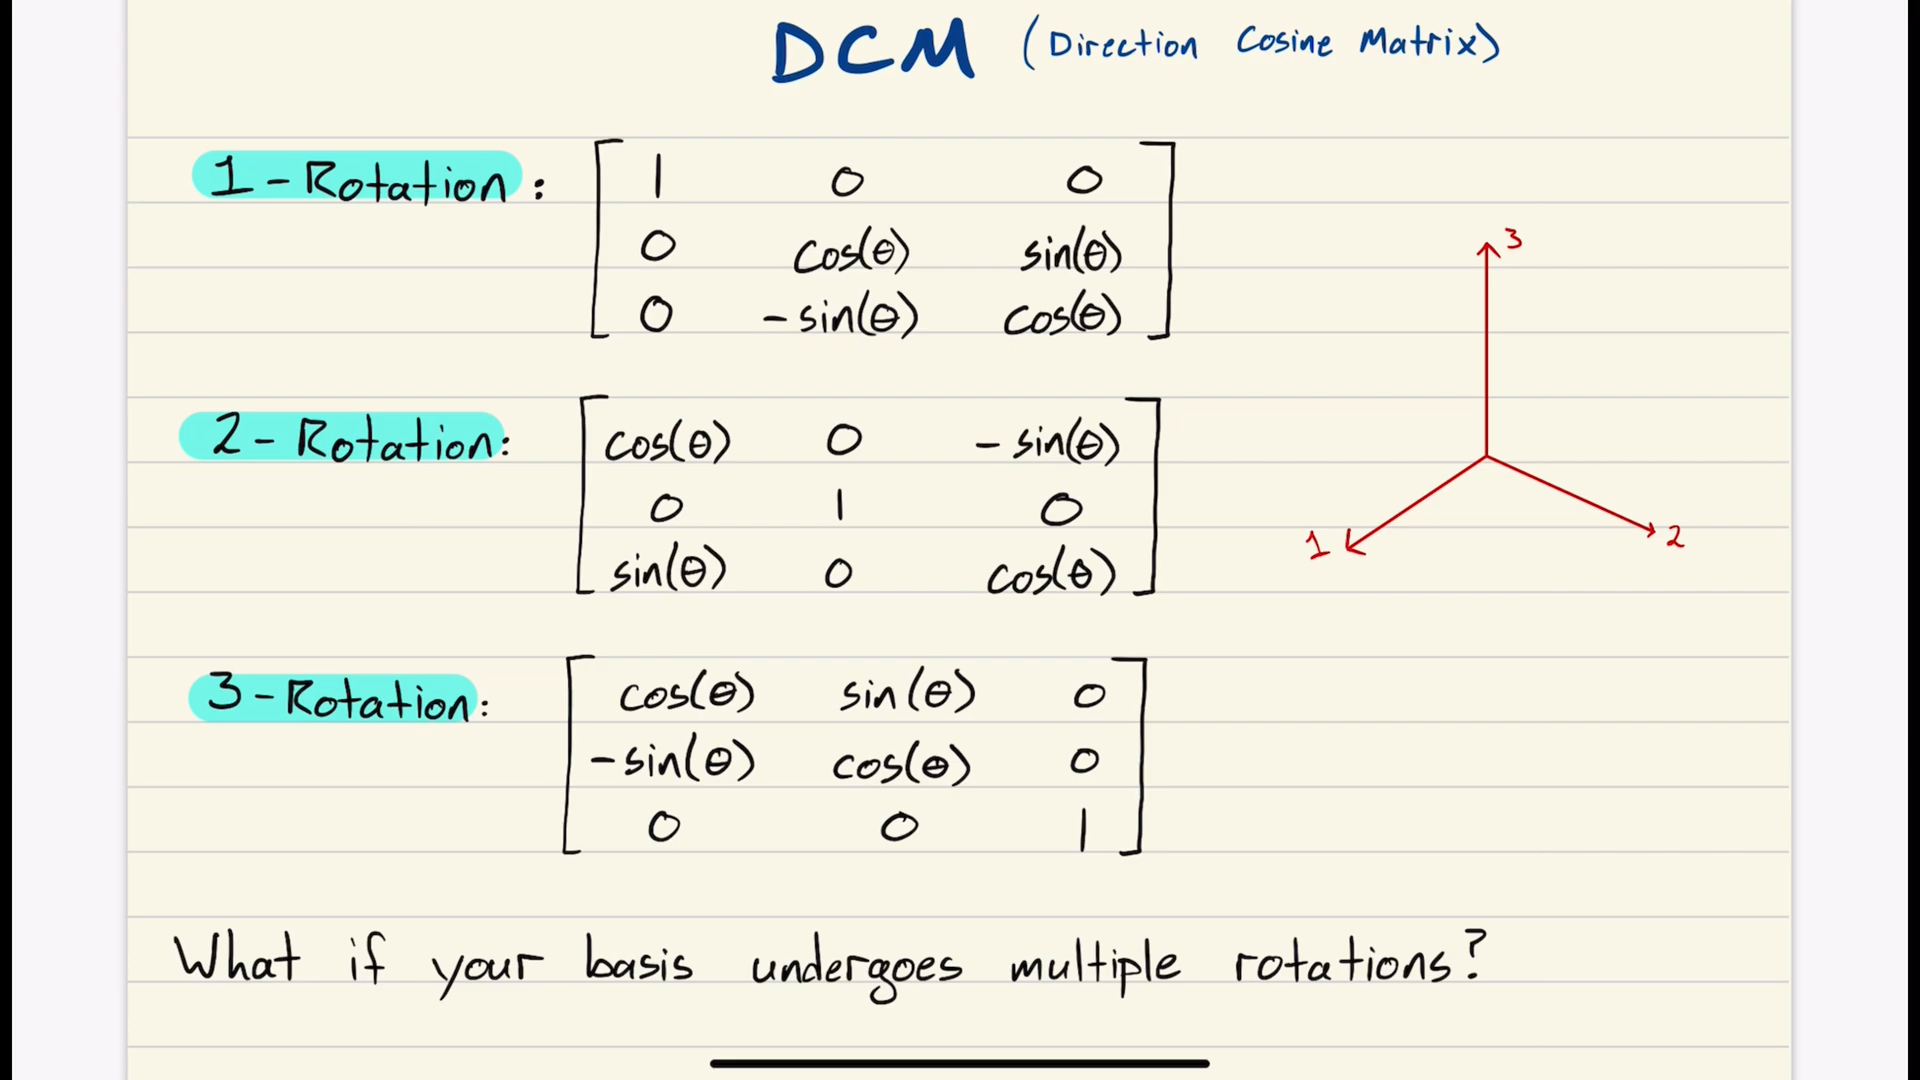 DCM (Direction Cosine Matrix)
1-Rotation: [ 1 0 0
0 cos(θ) sin(θ)
0 -sin(θ) cos(θ) ]
2-Rotation: [ cos(θ) 0 -sin(θ)
0 1 0
sin(θ) 0 cos(θ) ]
3-Rotation: [ cos(θ) sin(θ) 0
-sin(θ) cos(θ) 0
0 0 1 ]
3
1
2
What if your basis undergoes multiple rotations?